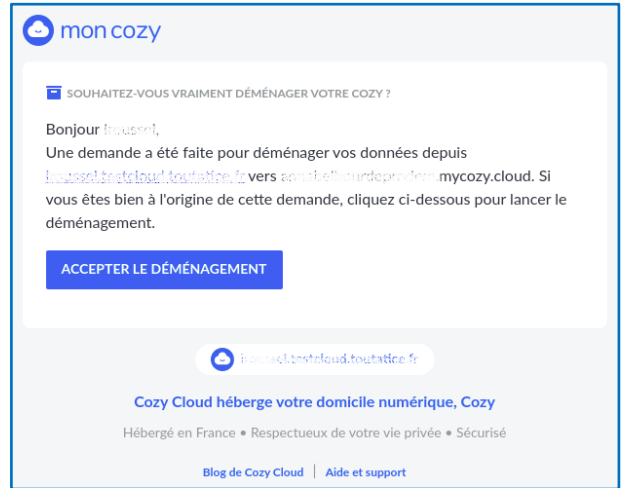 mon cozy
SOUHAITEZ-VOUS VRAIMENT DÉMÉNAGER VOTRE COZY ?
Bonjour
Une demande a été faite pour déménager vos données depuis
vers .mycozy.cloud. Si
vous êtes bien à l'origine de cette demande, cliquez ci-dessous pour lancer le
déménagement.
ACCEPTER LE DÉMÉNAGEMENT
Cozy Cloud héberge votre domicile numérique, Cozy
Hébergé en France • Respectueux de votre vie privée • Sécurisé
Blog de Cozy Cloud | Aide et support